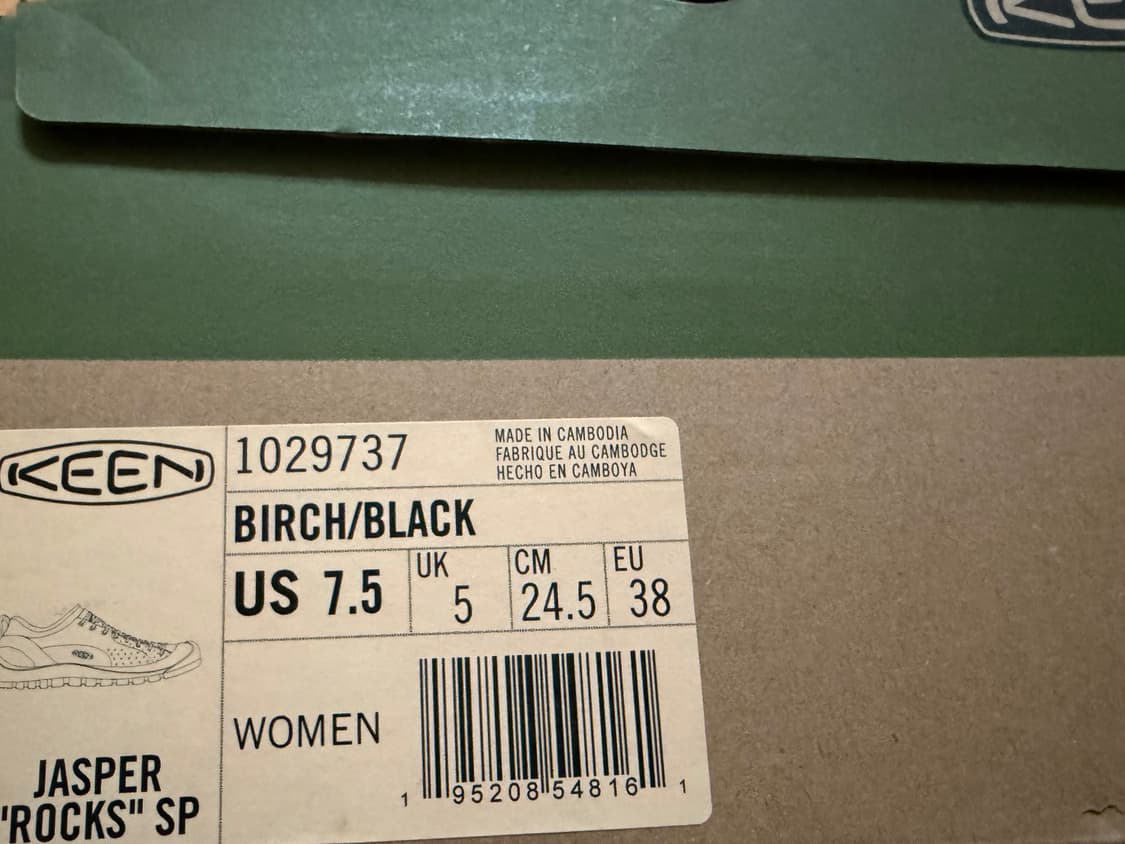 KEEN
1029737
MADE IN CAMBODIA
FABRIQUE AU CAMBODGE
HECHO EN CAMBOYA
BIRCH/BLACK
US 7.5
UK
5
CM
24.5
EU
38
KEEN
WOMEN
JASPER
"ROCKS" SP
1 95208 54816 1